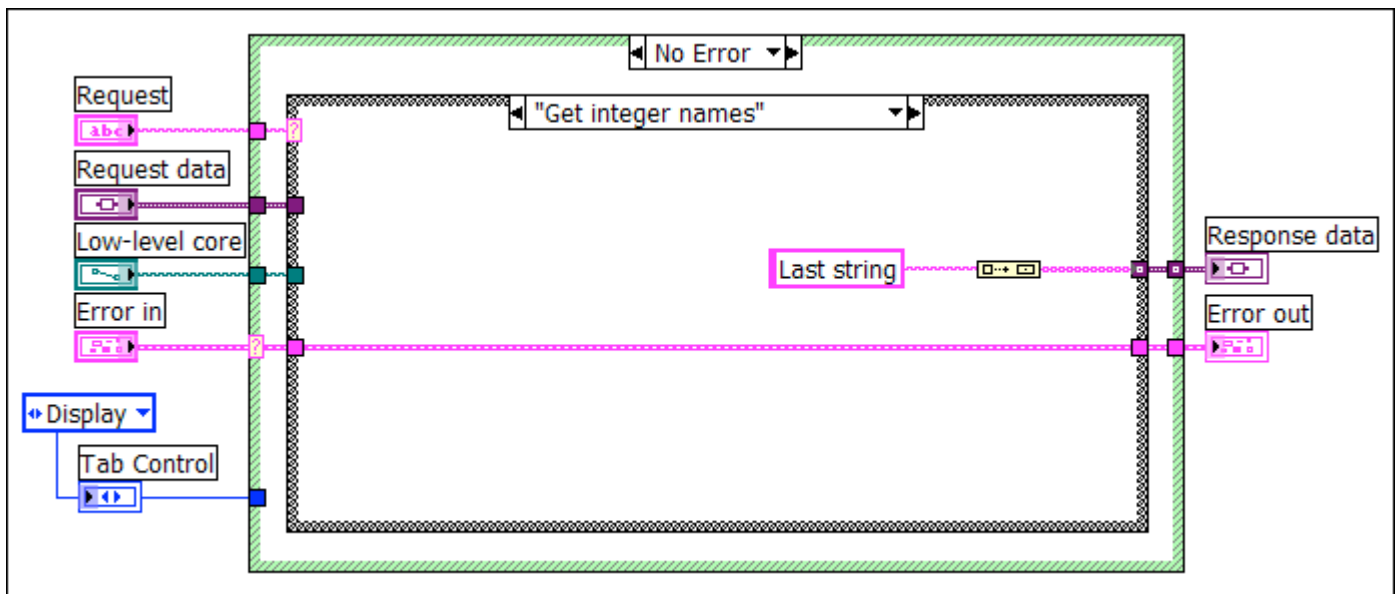 No Error
"Get integer names"
Request
abc
Request data
Low-level core
Error in
Last string
Response data
Error out
Display
Tab Control